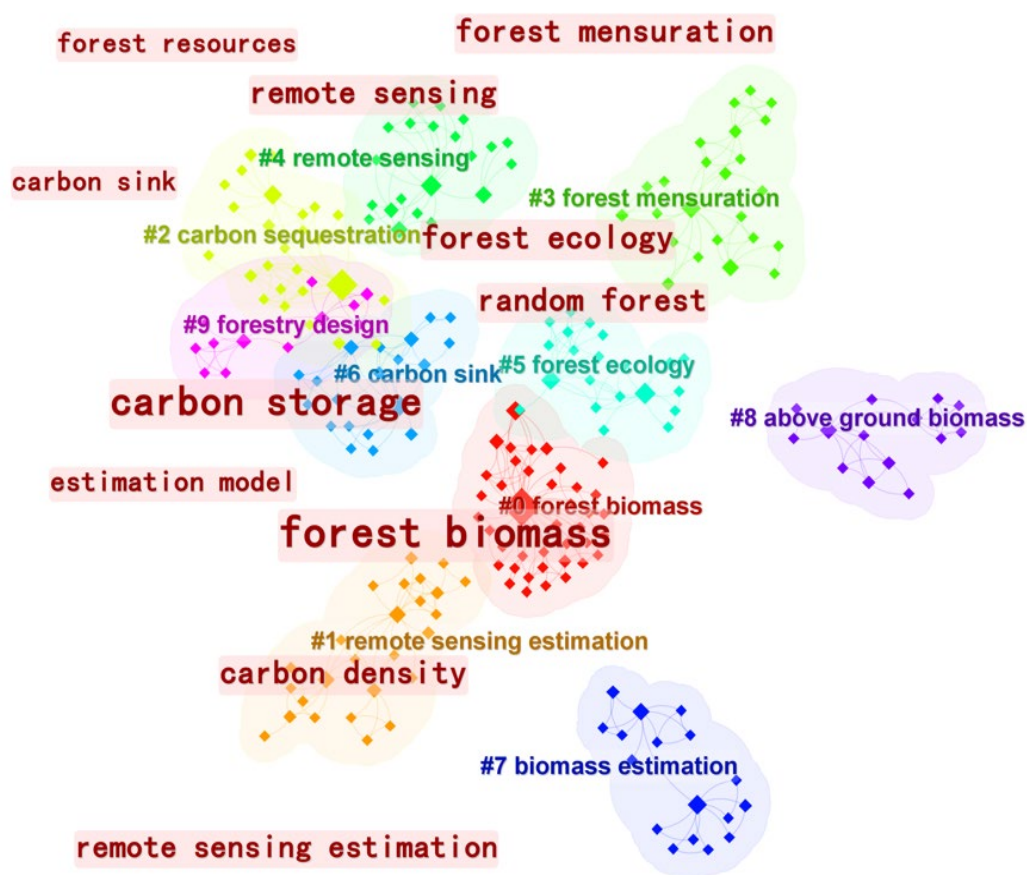 forest mensuration
forest resources
remote sensing
#4 remote sensing
carbon sink
#3 forest mensuration
#2 carbon sequestration
forest ecology
random forest
#9 forestry design
#5 forest ecology
#6 carbon sink
carbon storage
#8 above ground biomass
estimation model
#0 forest biomass
forest biomass
#1 remote sensing estimation
carbon density
#7 biomass estimation
remote sensing estimation